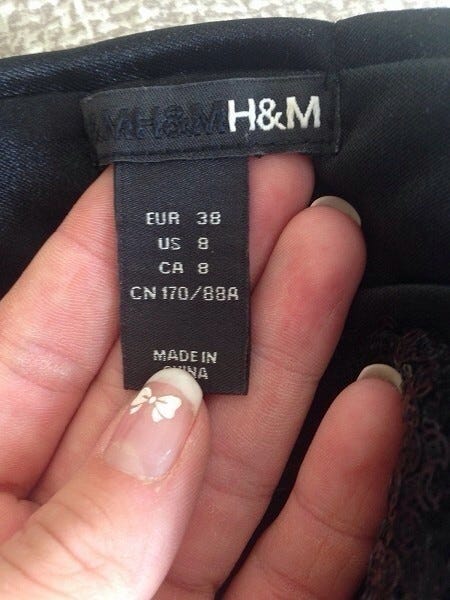 H&M
EUR 38
US 8
CA 8
CN 170/88A
MADE IN
CHINA